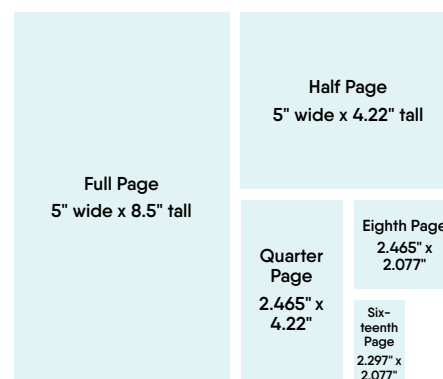 Full Page
5" wide x 8.5" tall
Half Page
5" wide x 4.22" tall
Quarter
Page
2.465" x
4.22"
Eighth Page
2.465" x
2.077"
Six-
teenth
Page
2.297" x
2.077"